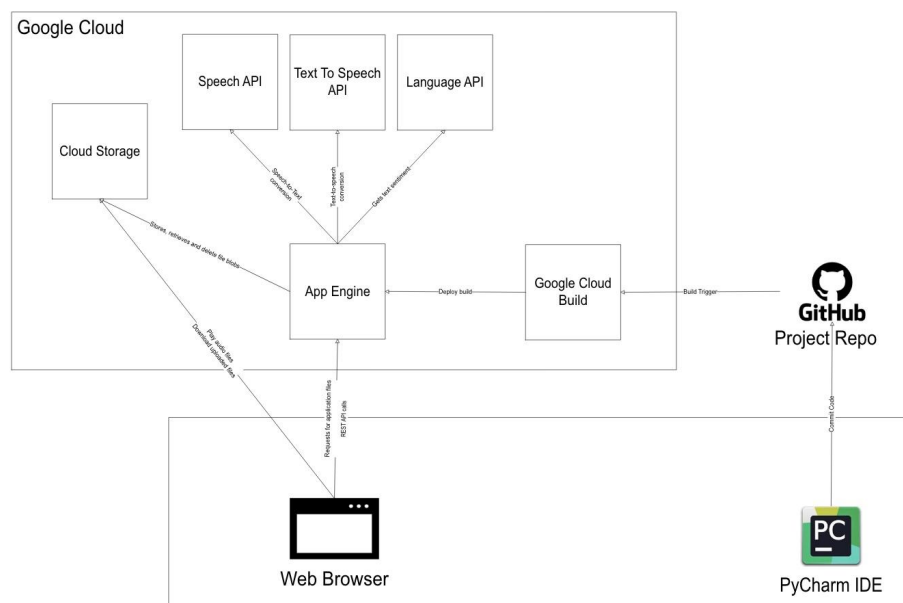 Google Cloud
Speech API
Text To Speech
API
Language API
Cloud Storage
Speech-to-Text
conversion
Text-to-speech
conversion
Gets text sentiment
Stores, retrieves and delete file blobs
App Engine
Deploy build
Google Cloud
Build
Build Trigger
GitHub
Project Repo
Play audio files
Download uploaded files
Requests for application files
REST API calls
Commit Code
Web Browser
PC
PyCharm IDE